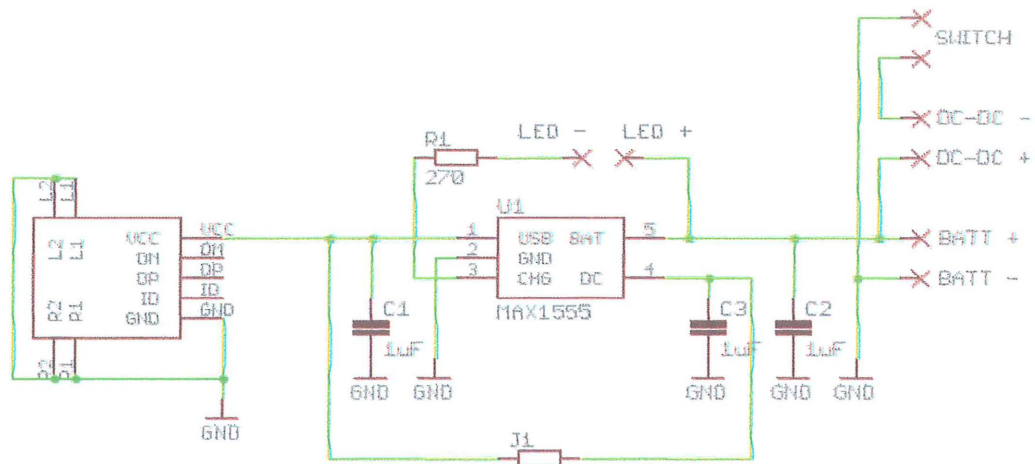 SWITCH
DC-DC -
DC-DC +
LED - LED +
R1
270
U1
L2 L1
VCC
VCC
1 USB BAT 5
BATT +
L2 L1
DM
DM
2 GND
DP
DP
3 CHG DC 4
BATT -
ID
ID
R2 R1
GND
GND
MAX1555
C1
1uF
C3
1uF
C2
1uF
R2 R1
GND GND GND GND GND
GND
J1